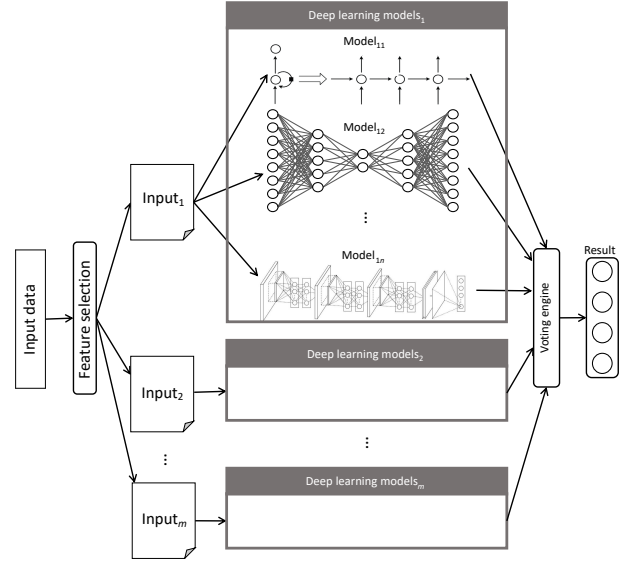 Deep learning models₁
Model₁₁
Model₁₂
⋮
Model₁ₙ
Input data
Feature selection
Input₁
Input₂
⋮
Inputₘ
Deep learning models₂
⋮
Deep learning modelsₘ
Voting engine
Result